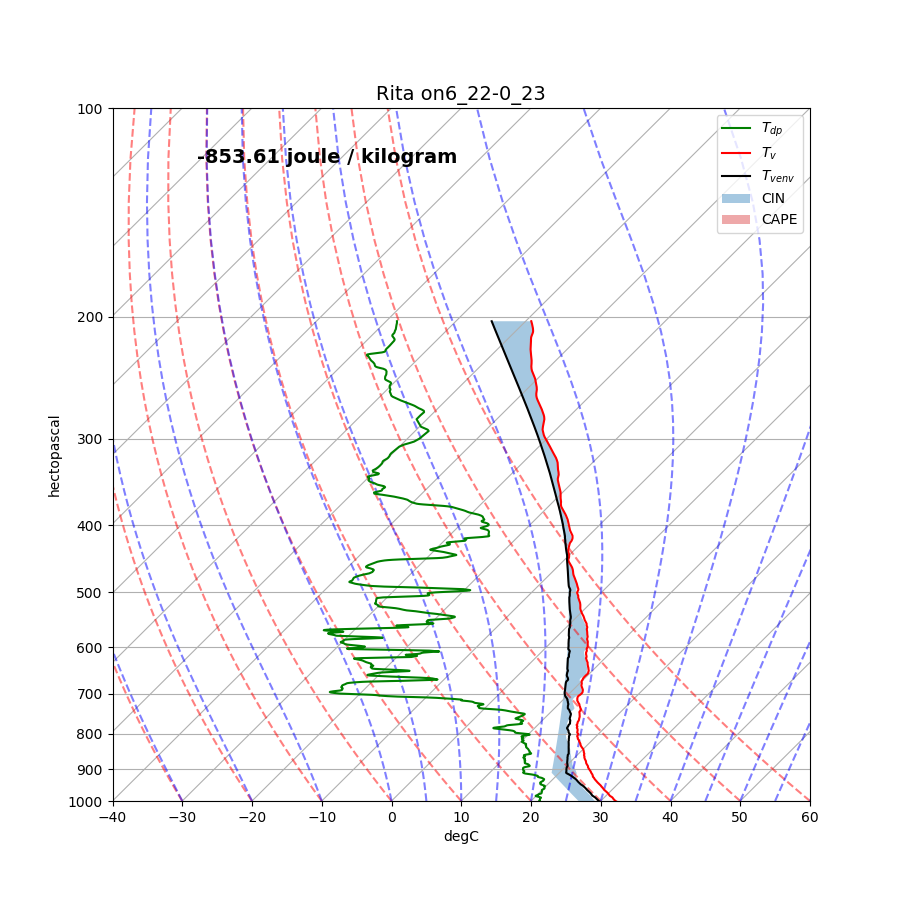 Rita on6_22-0_23
-853.61 joule / kilogram
T_dp
T_v
T_venv
CIN
CAPE
100
200
300
400
500
600
700
800
900
1000
hectopascal
−40 −30 −20 −10 0 10 20 30 40 50 60
degC